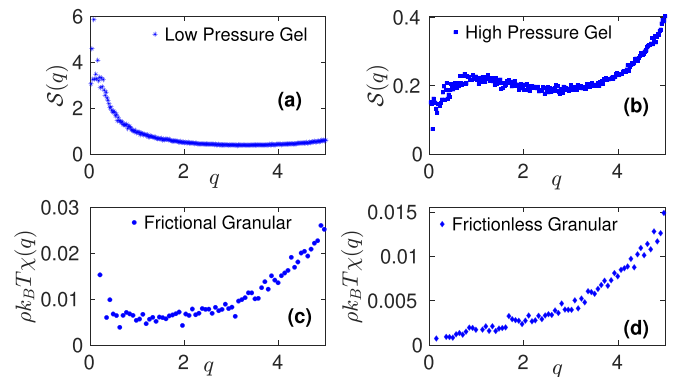 6
4
2
0
S(q)
* Low Pressure Gel
(a)
0 2 4
q
0.4
0.2
0
S(q)
High Pressure Gel
(b)
0 2 4
q
0.03
0.02
0.01
0
ρk_BTχ(q)
Frictional Granular
(c)
0 2 4
q
0.015
0.01
0.005
0
ρk_BTχ(q)
Frictionless Granular
(d)
0 2 4
q